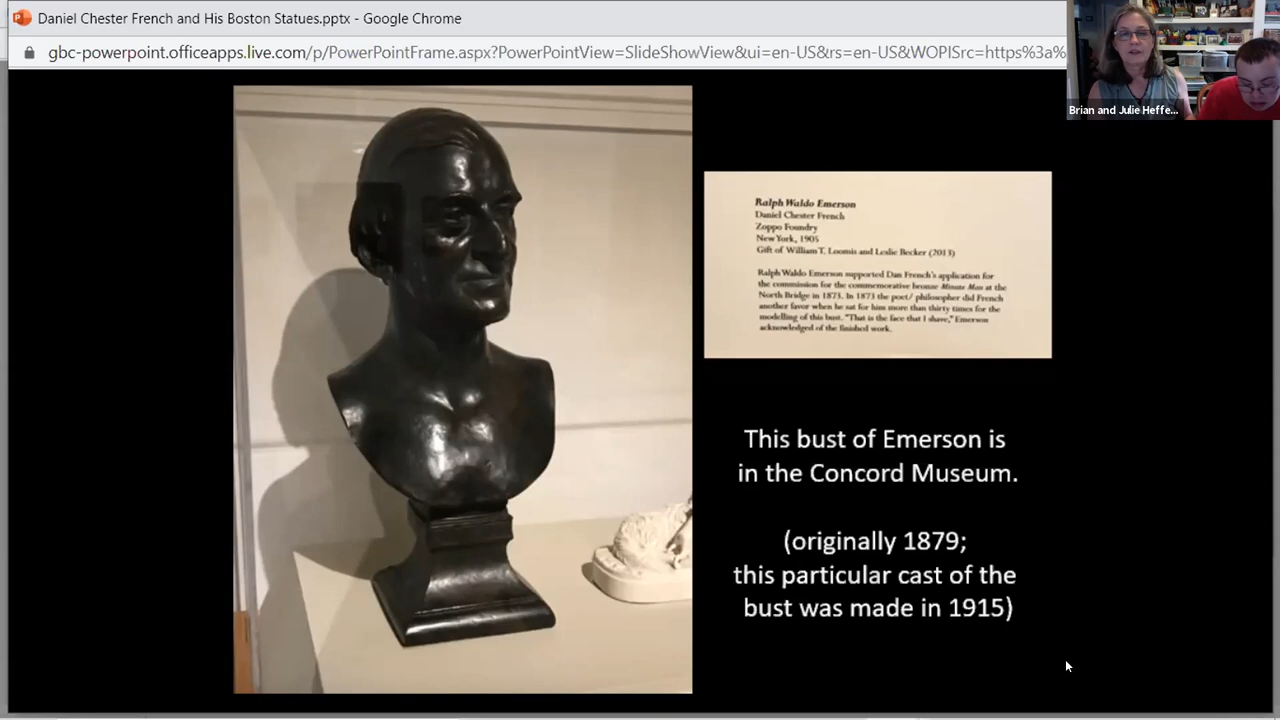 Daniel Chester French and His Boston Statues.pptx - Google Chrome
gbc-powerpoint.officeapps.live.com/p/PowerPointFrame.aspx?PowerPointView=SlideShowView&ui=en-US&rs=en-US&WOPISrc=https%3a%
Brian and Julie Heffe...
Ralph Waldo Emerson
Daniel Chester French
Zoppo Foundry
New York, 1905
Gift of William T. Loomis and Leslie Becker (2013)
Ralph Waldo Emerson supported Dan French's application for
the commission for the commemorative bronze Minute Man at the
North Bridge in 1873. In 1873 the poet/ philosopher did French
another favor when he sat for him more than thirty times for the
modelling of this bust. "That is the face that I shave," Emerson
acknowledged of the finished work.
This bust of Emerson is
in the Concord Museum.
(originally 1879;
this particular cast of the
bust was made in 1915)